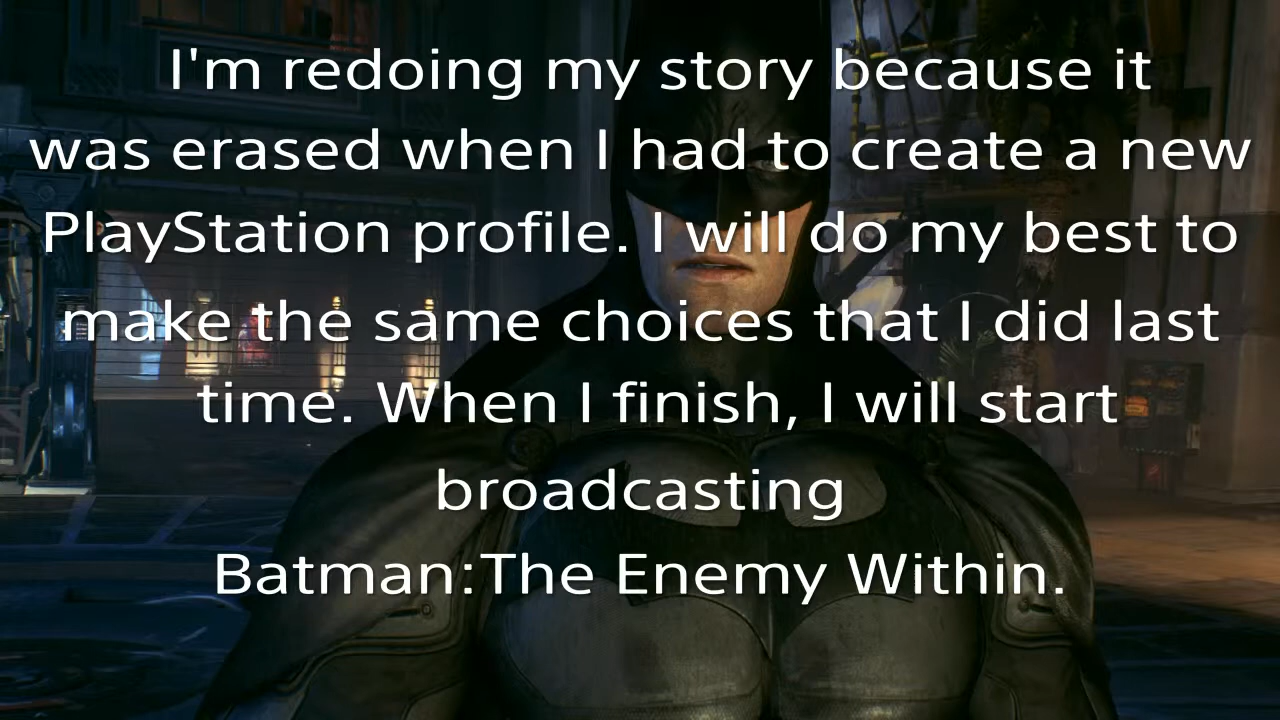 I'm redoing my story because it
was erased when I had to create a new
PlayStation profile. I will do my best to
make the same choices that I did last
time. When I finish, I will start
broadcasting
Batman:The Enemy Within.